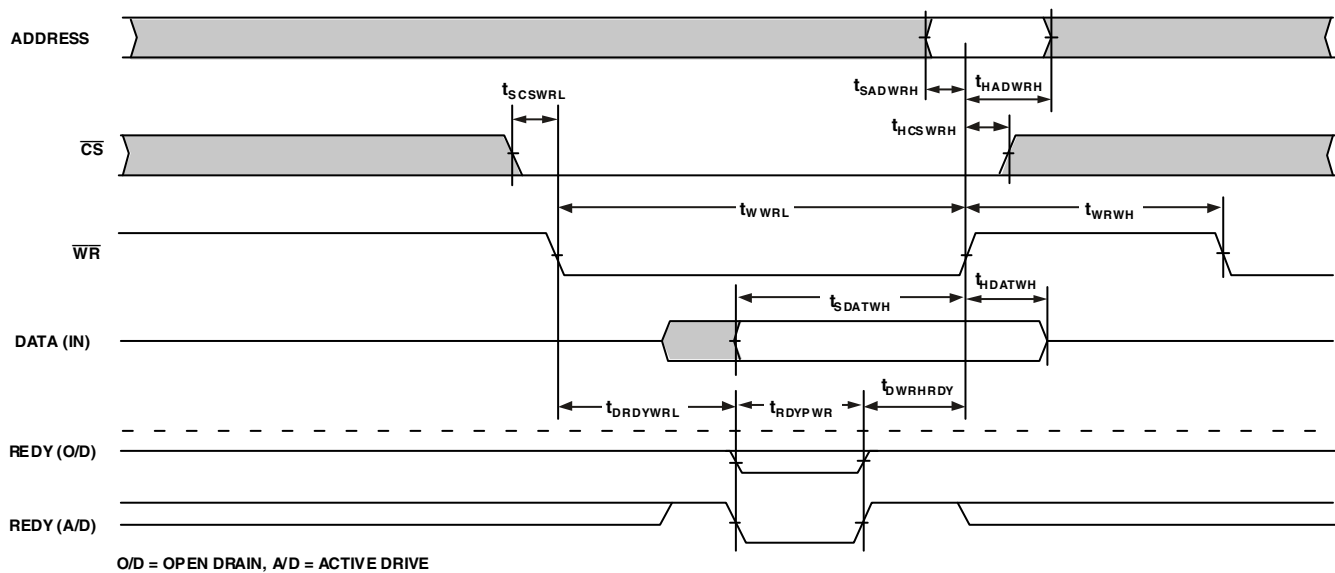 ADDRESS
tSADWRH
tHADWRH
tSCSWRL
tHCSWRH
CS
tWWRL
tWRWH
WR
tSDATWH
tHDATWH
DATA (IN)
tDRDYWRL
tRDYPWR
tDWRHRDY
REDY (O/D)
REDY (A/D)
O/D = OPEN DRAIN, A/D = ACTIVE DRIVE